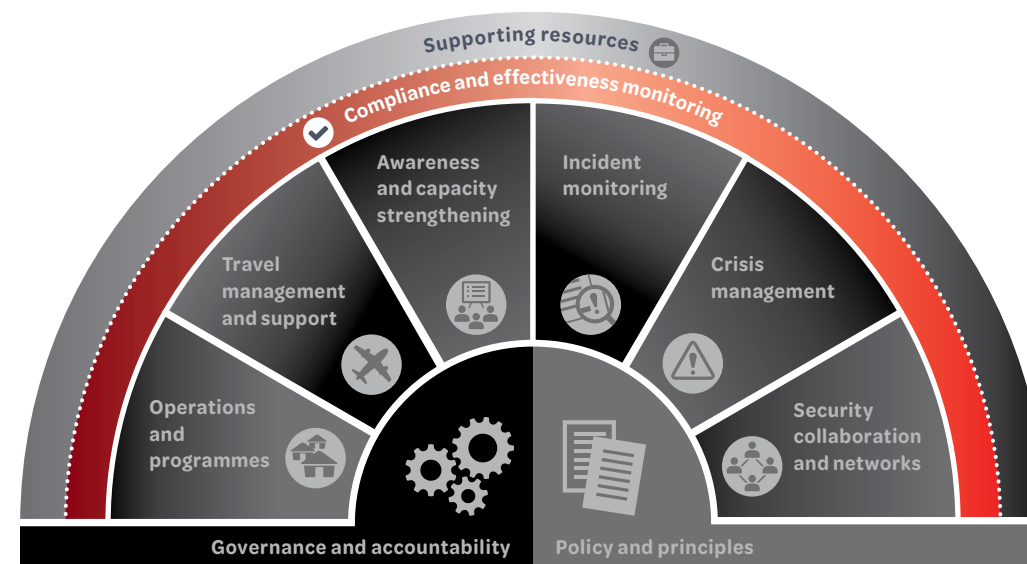 Supporting resources
Compliance and effectiveness monitoring
Awareness
and capacity
strengthening
Incident
monitoring
Travel
management
and support
Crisis
management
Operations
and
programmes
Security
collaboration
and networks
Governance and accountability
Policy and principles